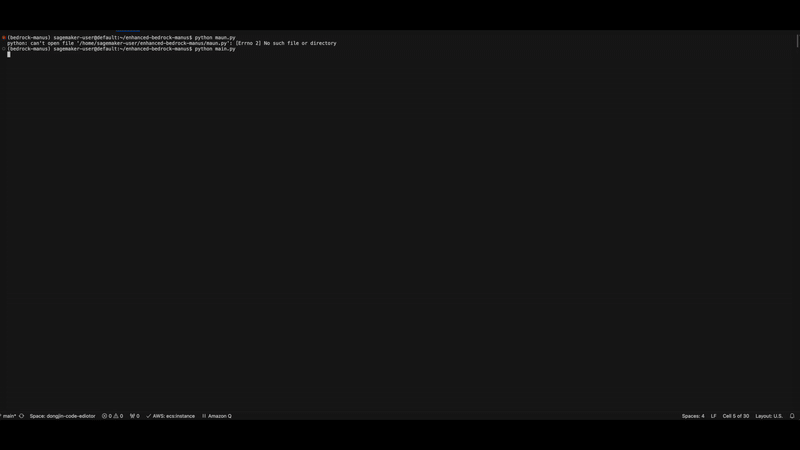 (bedrock-manus) sagemaker-user@default:~/enhanced-bedrock-manus$ python maun.py
python: can't open file '/home/sagemaker-user/enhanced-bedrock-manus/maun.py': [Errno 2] No such file or directory
(bedrock-manus) sagemaker-user@default:~/enhanced-bedrock-manus$ python main.py
main* Space: dongjin-code-ediotor 0 0 0 AWS: ecs:instance Amazon Q Spaces: 4 LF Cell 5 of 30 Layout: U.S.